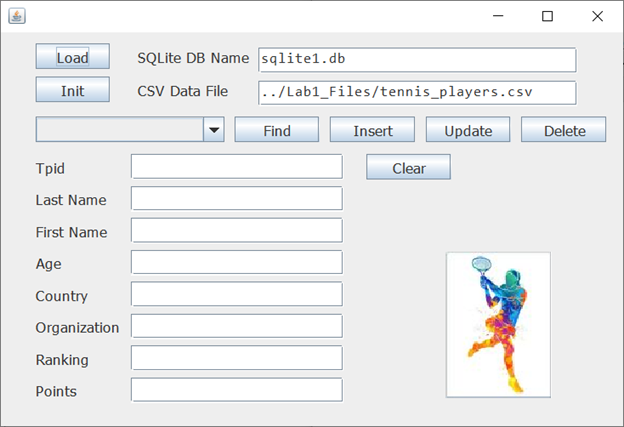 Load SQLite DB Name sqlite1.db
Init CSV Data File ../Lab1_Files/tennis_players.csv
Find Insert Update Delete
Tpid Clear
Last Name
First Name
Age
Country
Organization
Ranking
Points